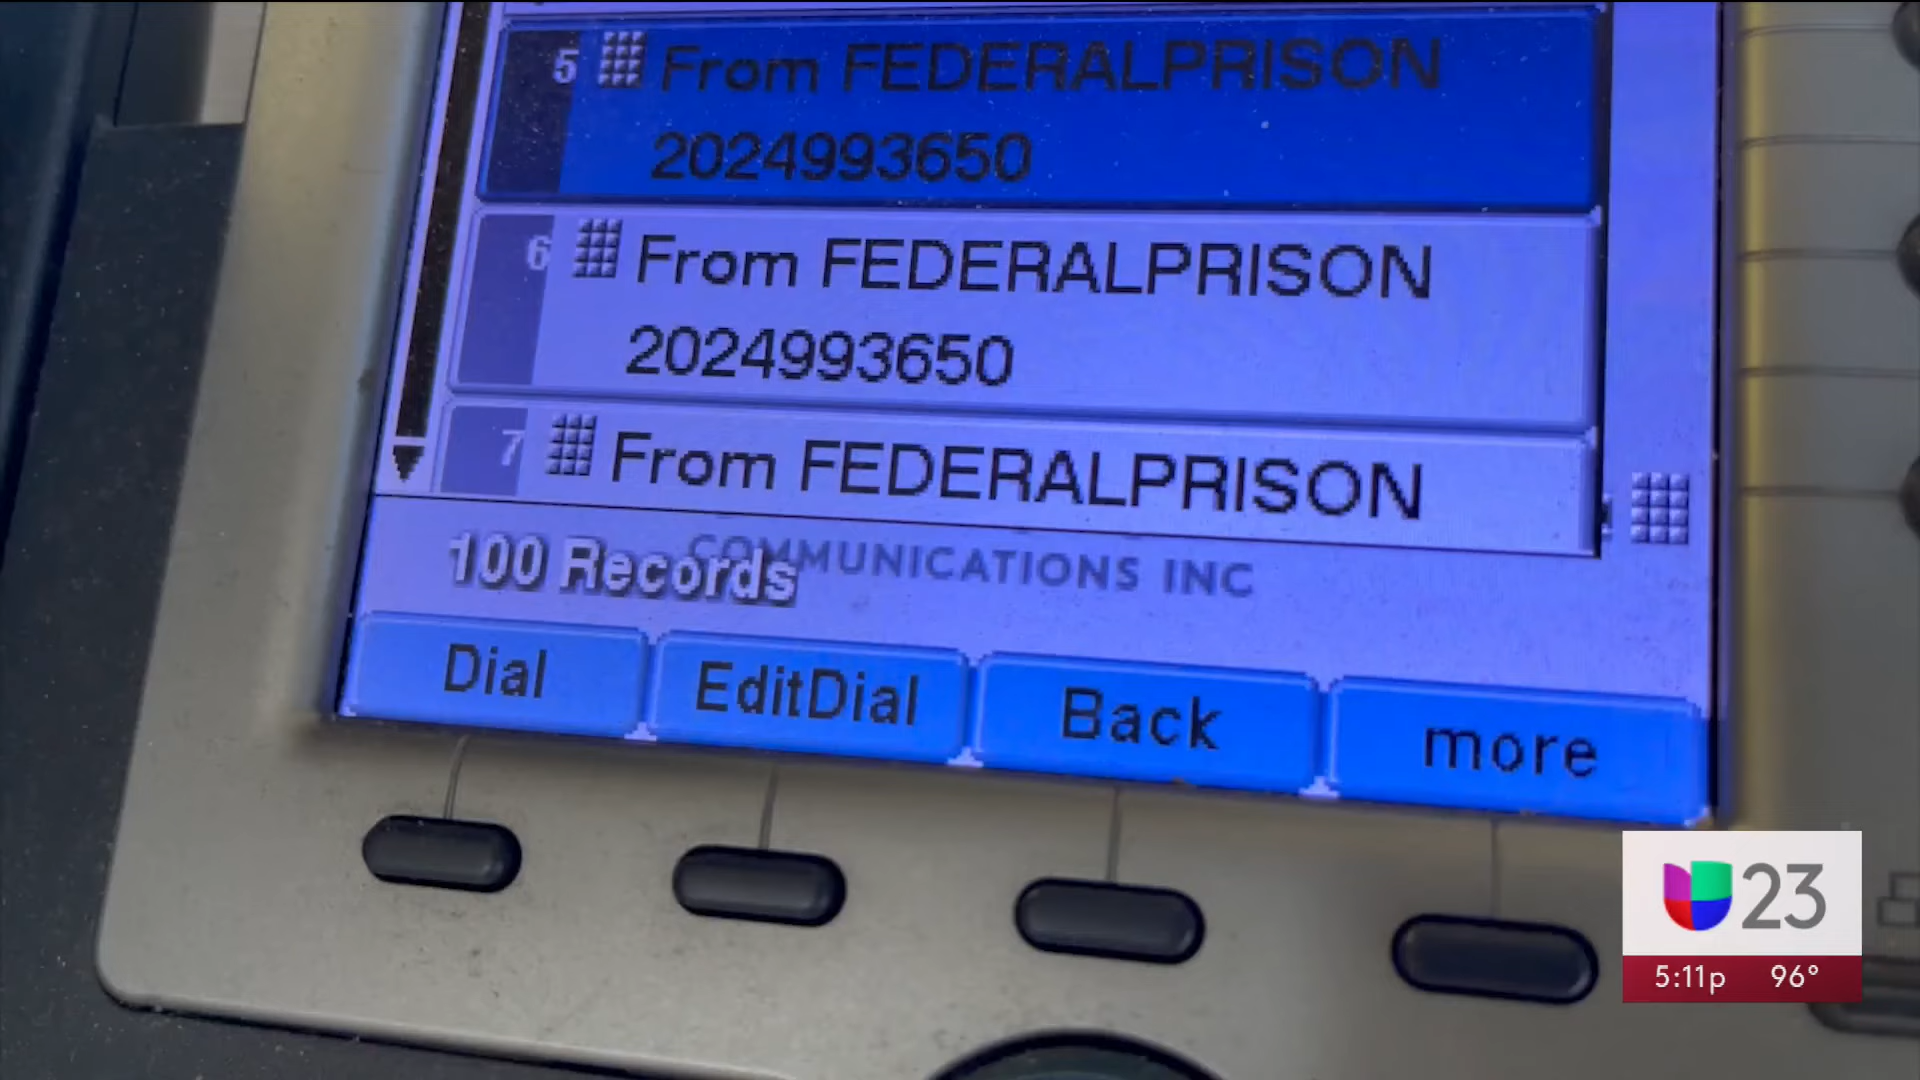 5 From FEDERALPRISON
2024993650
6 From FEDERALPRISON
2024993650
7 From FEDERALPRISON
100 Records
COMMUNICATIONS INC
Dial
EditDial
Back
more
23
5:11p 96°